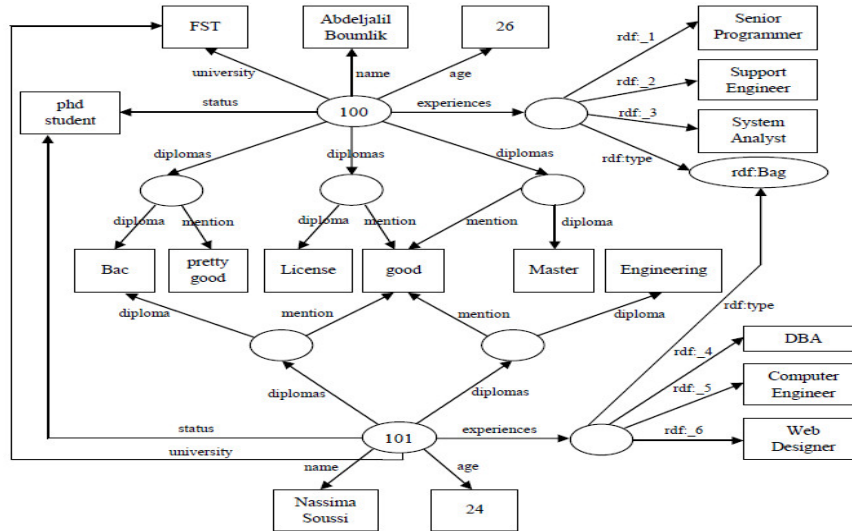 FST
Abdeljalil
Boumlik
26
Senior
Programmer
rdf:_1
university
name
age
Support
Engineer
rdf:_2
phd
student
status
100
experiences
rdf:_3
System
Analyst
rdf:type
diplomas
diplomas
diplomas
rdf:Bag
diploma
mention
diploma
mention
mention
diploma
Bac
pretty
good
License
good
Master
Engineering
diploma
mention
mention
diploma
rdf:type
DBA
rdf:_4
diplomas
diplomas
rdf:_5
Computer
Engineer
status
101
experiences
rdf:_6
Web
Designer
university
name
age
Nassima
Soussi
24